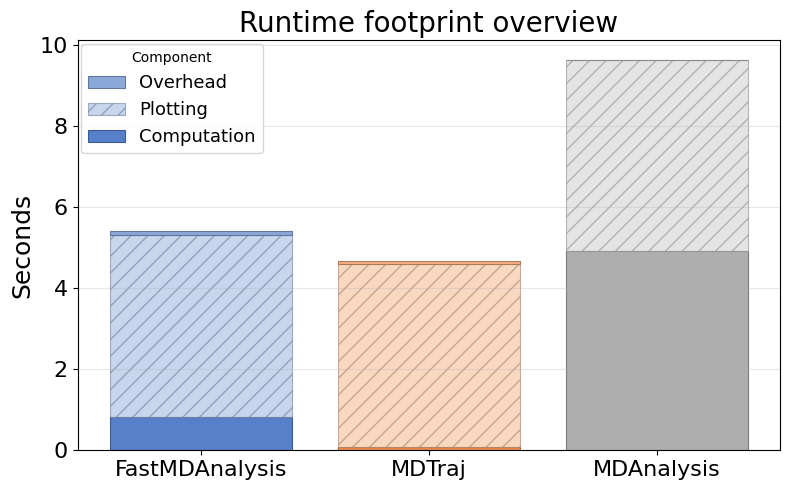 Runtime footprint overview
Component
Overhead
Plotting
Computation
Seconds
10
8
6
4
2
0
FastMDAnalysis
MDTraj
MDAnalysis